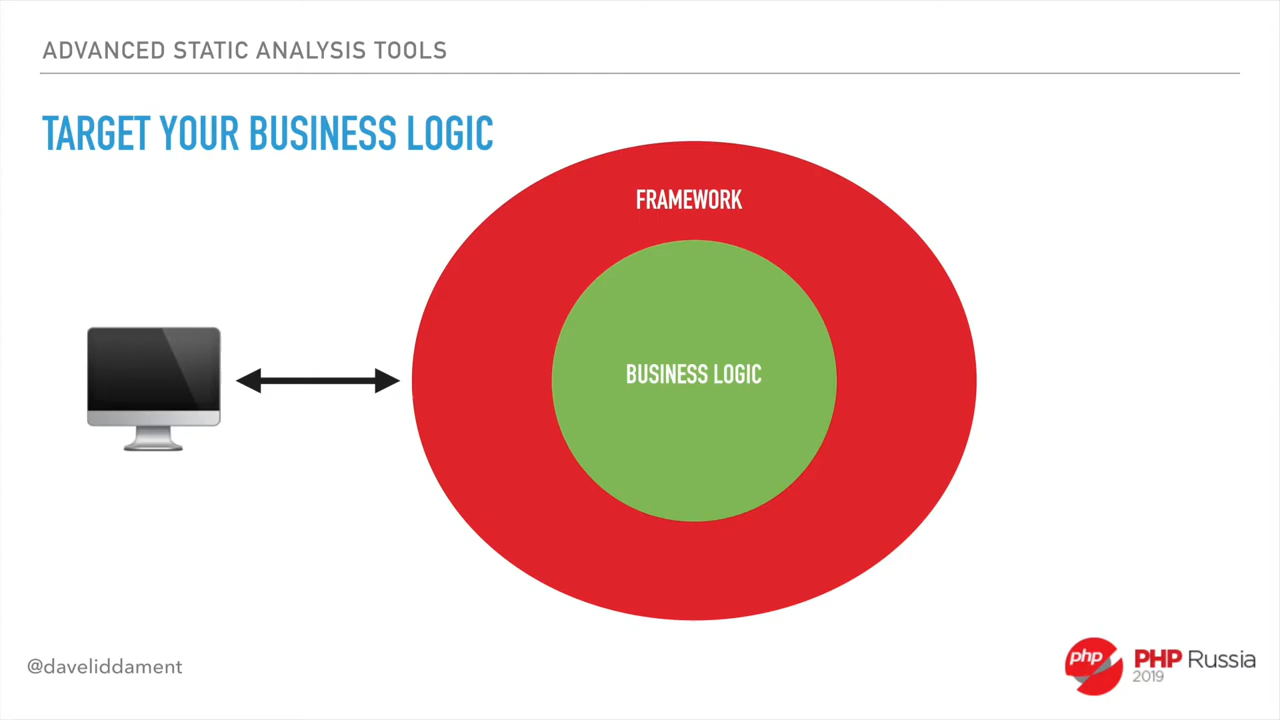 ADVANCED STATIC ANALYSIS TOOLS
TARGET YOUR BUSINESS LOGIC
FRAMEWORK
BUSINESS LOGIC
@daveliddament
php
PHP Russia
2019